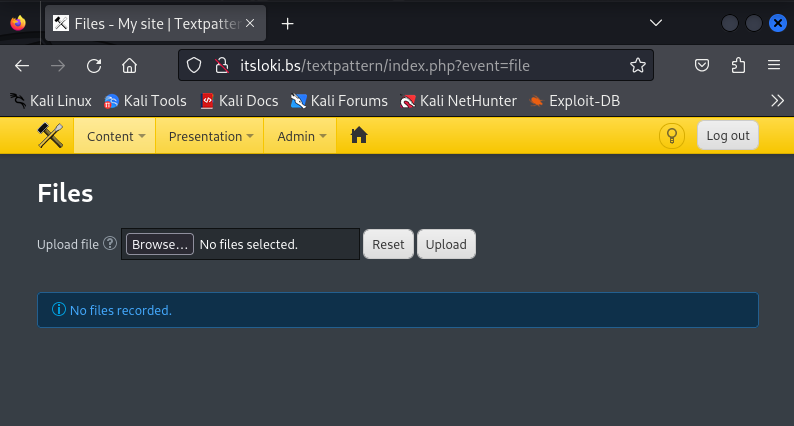 Files - My site | Textpatter
itsloki.bs/textpattern/index.php?event=file
Kali Linux Kali Tools Kali Docs Kali Forums Kali NetHunter Exploit-DB
Content Presentation Admin Log out
Files
Upload file Browse... No files selected. Reset Upload
No files recorded.